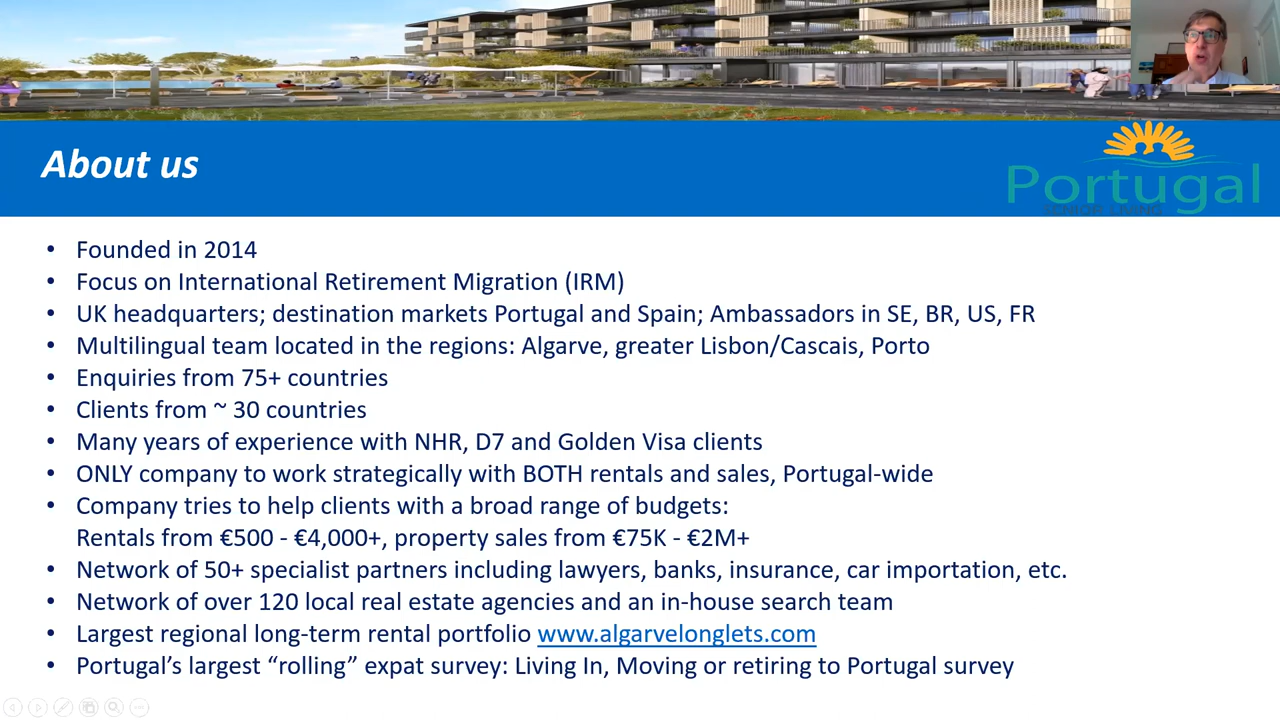 About us
Portugal
SENIOR LIVING
• Founded in 2014
• Focus on International Retirement Migration (IRM)
• UK headquarters; destination markets Portugal and Spain; Ambassadors in SE, BR, US, FR
• Multilingual team located in the regions: Algarve, greater Lisbon/Cascais, Porto
• Enquiries from 75+ countries
• Clients from ~ 30 countries
• Many years of experience with NHR, D7 and Golden Visa clients
• ONLY company to work strategically with BOTH rentals and sales, Portugal-wide
• Company tries to help clients with a broad range of budgets:
Rentals from €500 - €4,000+, property sales from €75K - €2M+
• Network of 50+ specialist partners including lawyers, banks, insurance, car importation, etc.
• Network of over 120 local real estate agencies and an in-house search team
• Largest regional long-term rental portfolio www.algarvelonglets.com
• Portugal’s largest “rolling” expat survey: Living In, Moving or retiring to Portugal survey